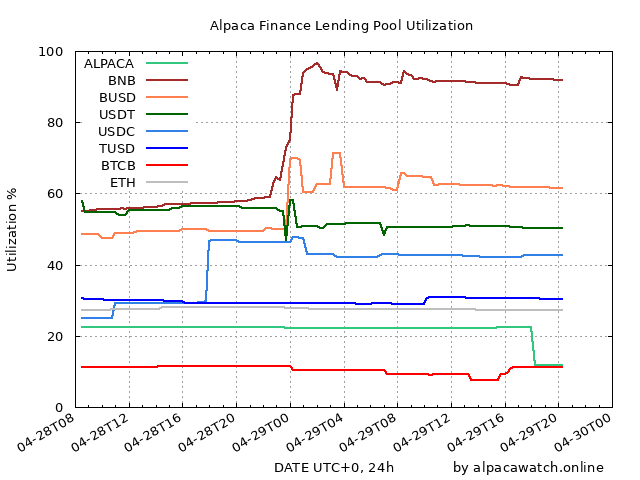 Alpaca Finance Lending Pool Utilization
100
80
60
40
20
0
Utilization %
ALPACA
BNB
BUSD
USDT
USDC
TUSD
BTCB
ETH
04-28T08
04-28T12
04-28T16
04-28T20
04-29T00
04-29T04
04-29T08
04-29T12
04-29T16
04-29T20
04-30T00
DATE UTC+0, 24h
by alpacawatch.online